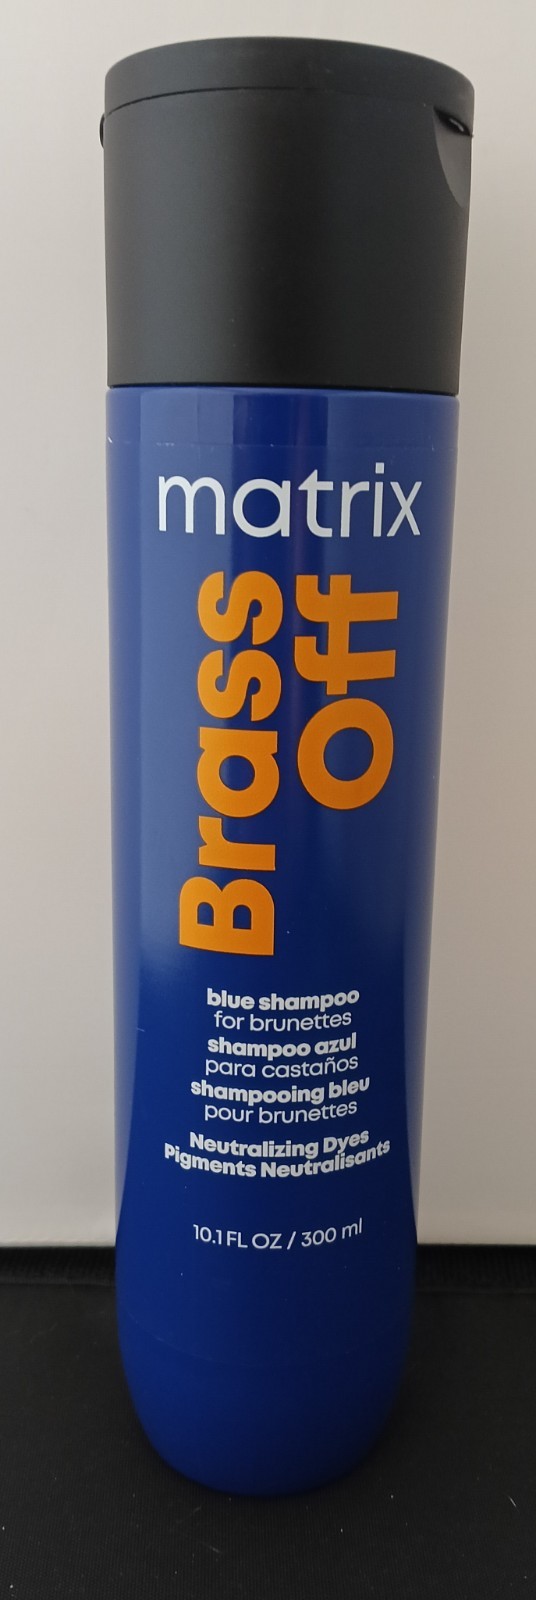 matrix
Brass
Off
blue shampoo
for brunettes
shampoo azul
para castaños
shampooing bleu
pour brunettes
Neutralizing Dyes
Pigments Neutralisants
10.1 FL OZ / 300 ml